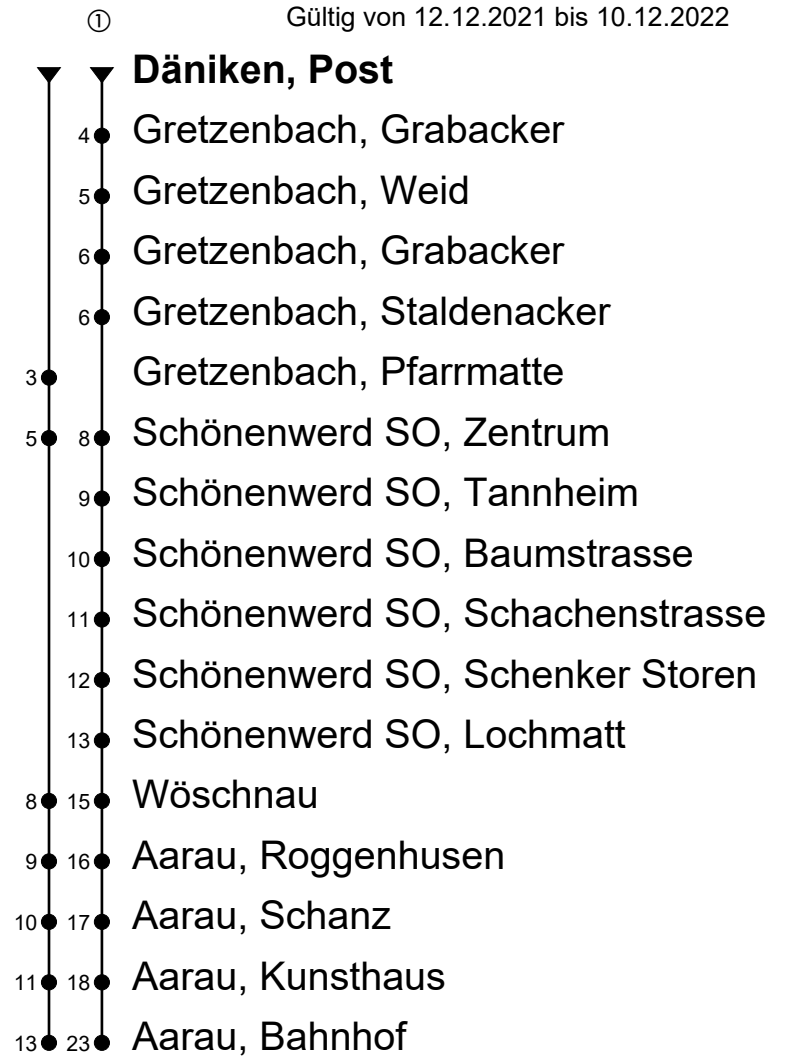 ① Gültig von 12.12.2021 bis 10.12.2022
Däniken, Post
4 Gretzenbach, Grabacker
5 Gretzenbach, Weid
6 Gretzenbach, Grabacker
6 Gretzenbach, Staldenacker
3 Gretzenbach, Pfarrmatte
5 8 Schönenwerd SO, Zentrum
9 Schönenwerd SO, Tannheim
10 Schönenwerd SO, Baumstrasse
11 Schönenwerd SO, Schachenstrasse
12 Schönenwerd SO, Schenker Storen
13 Schönenwerd SO, Lochmatt
8 15 Wöschnau
9 16 Aarau, Roggenhusen
10 17 Aarau, Schanz
11 18 Aarau, Kunsthaus
13 23 Aarau, Bahnhof